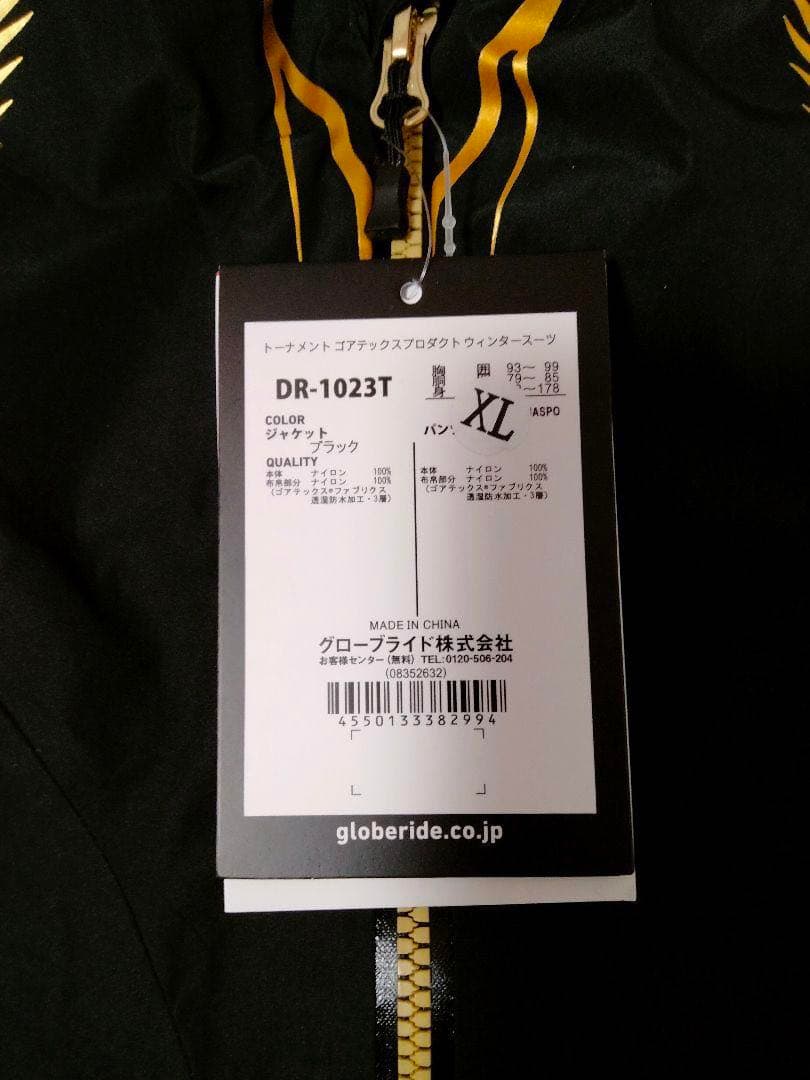 トーナメント ゴアテックスプロダクト ウィンタースーツ
DR-1023T
胸 囲 93～ 99
胴 79～ 85
身 ～178
XL
JASPO
COLOR
ジャケット
ブラック
パン
QUALITY
本体 ナイロン 100%
布帛部分 ナイロン 100%
(ゴアテックス®ファブリクス
透湿防水加工・3層)
本体 ナイロン 100%
布帛部分 ナイロン 100%
(ゴアテックス®ファブリクス
透湿防水加工・3層)
MADE IN CHINA
グローブライド株式会社
お客様センター(無料) TEL:0120-506-204
(08352632)
4550133382994
globeride.co.jp